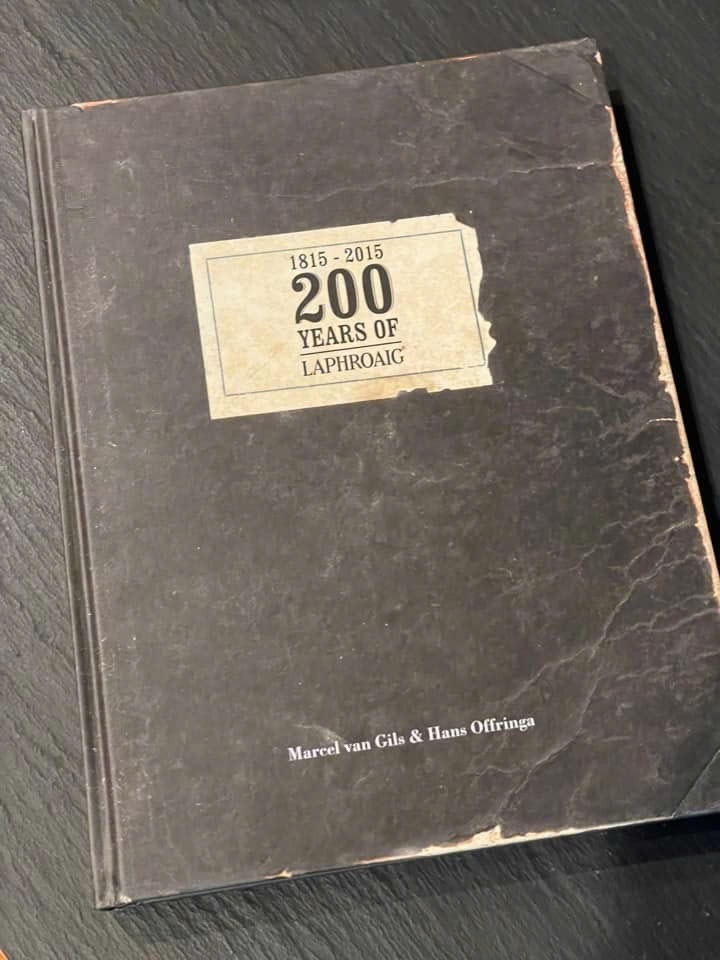 1815 - 2015
200
YEARS OF
LAPHROAIG®
Marcel van Gils & Hans Offringa